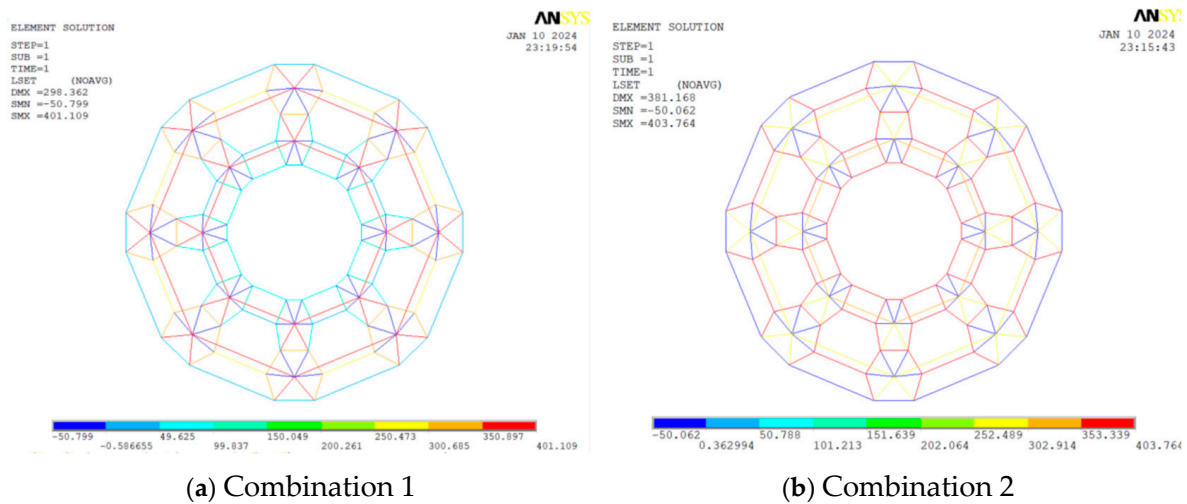 ANSYS
ELEMENT SOLUTION
JAN 10 2024
23:19:54
STEP=1
SUB =1
TIME=1
LSET (NOAVG)
DMX =298.362
SMN =-50.799
SMX =401.109
-50.799 49.625 150.049 250.473 350.897
-0.586655 99.837 200.261 300.685 401.109
(a) Combination 1
ANSYS
ELEMENT SOLUTION
JAN 10 2024
23:15:43
STEP=1
SUB =1
TIME=1
LSET (NOAVG)
DMX =381.168
SMN =-50.062
SMX =403.764
-50.062 50.788 151.639 252.489 353.339
0.362994 101.213 202.064 302.914 403.764
(b) Combination 2